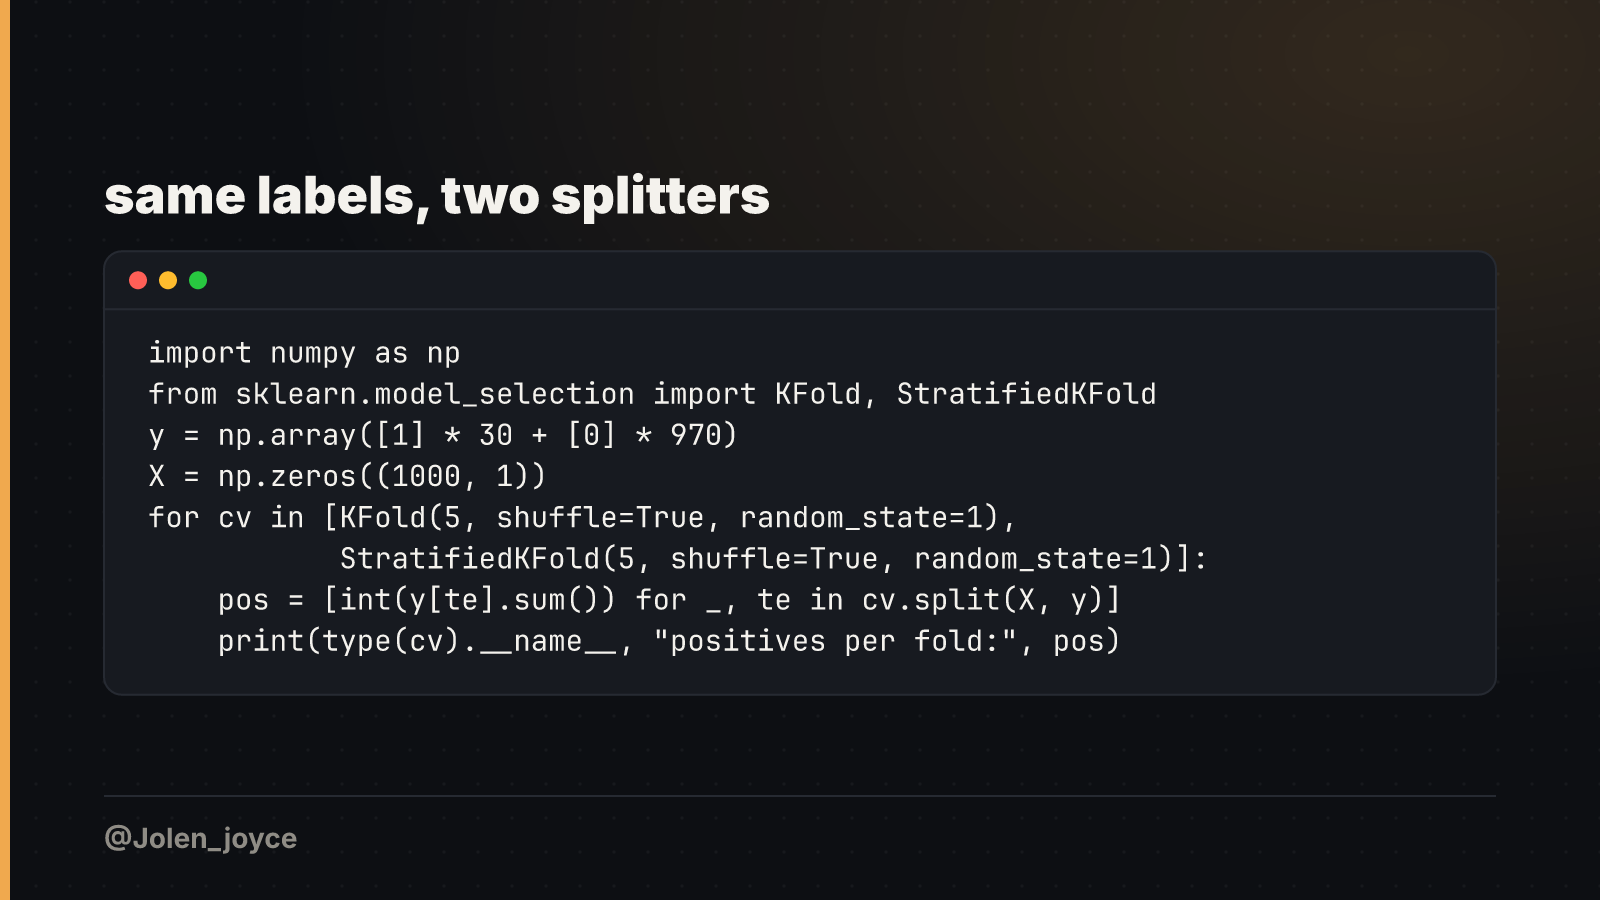 same labels, two splitters
import numpy as np
from sklearn.model_selection import KFold, StratifiedKFold
y = np.array([1] * 30 + [0] * 970)
X = np.zeros((1000, 1))
for cv in [KFold(5, shuffle=True, random_state=1),
           StratifiedKFold(5, shuffle=True, random_state=1)]:
    pos = [int(y[te].sum()) for _, te in cv.split(X, y)]
    print(type(cv).__name__, "positives per fold:", pos)
@Jolen_joyce